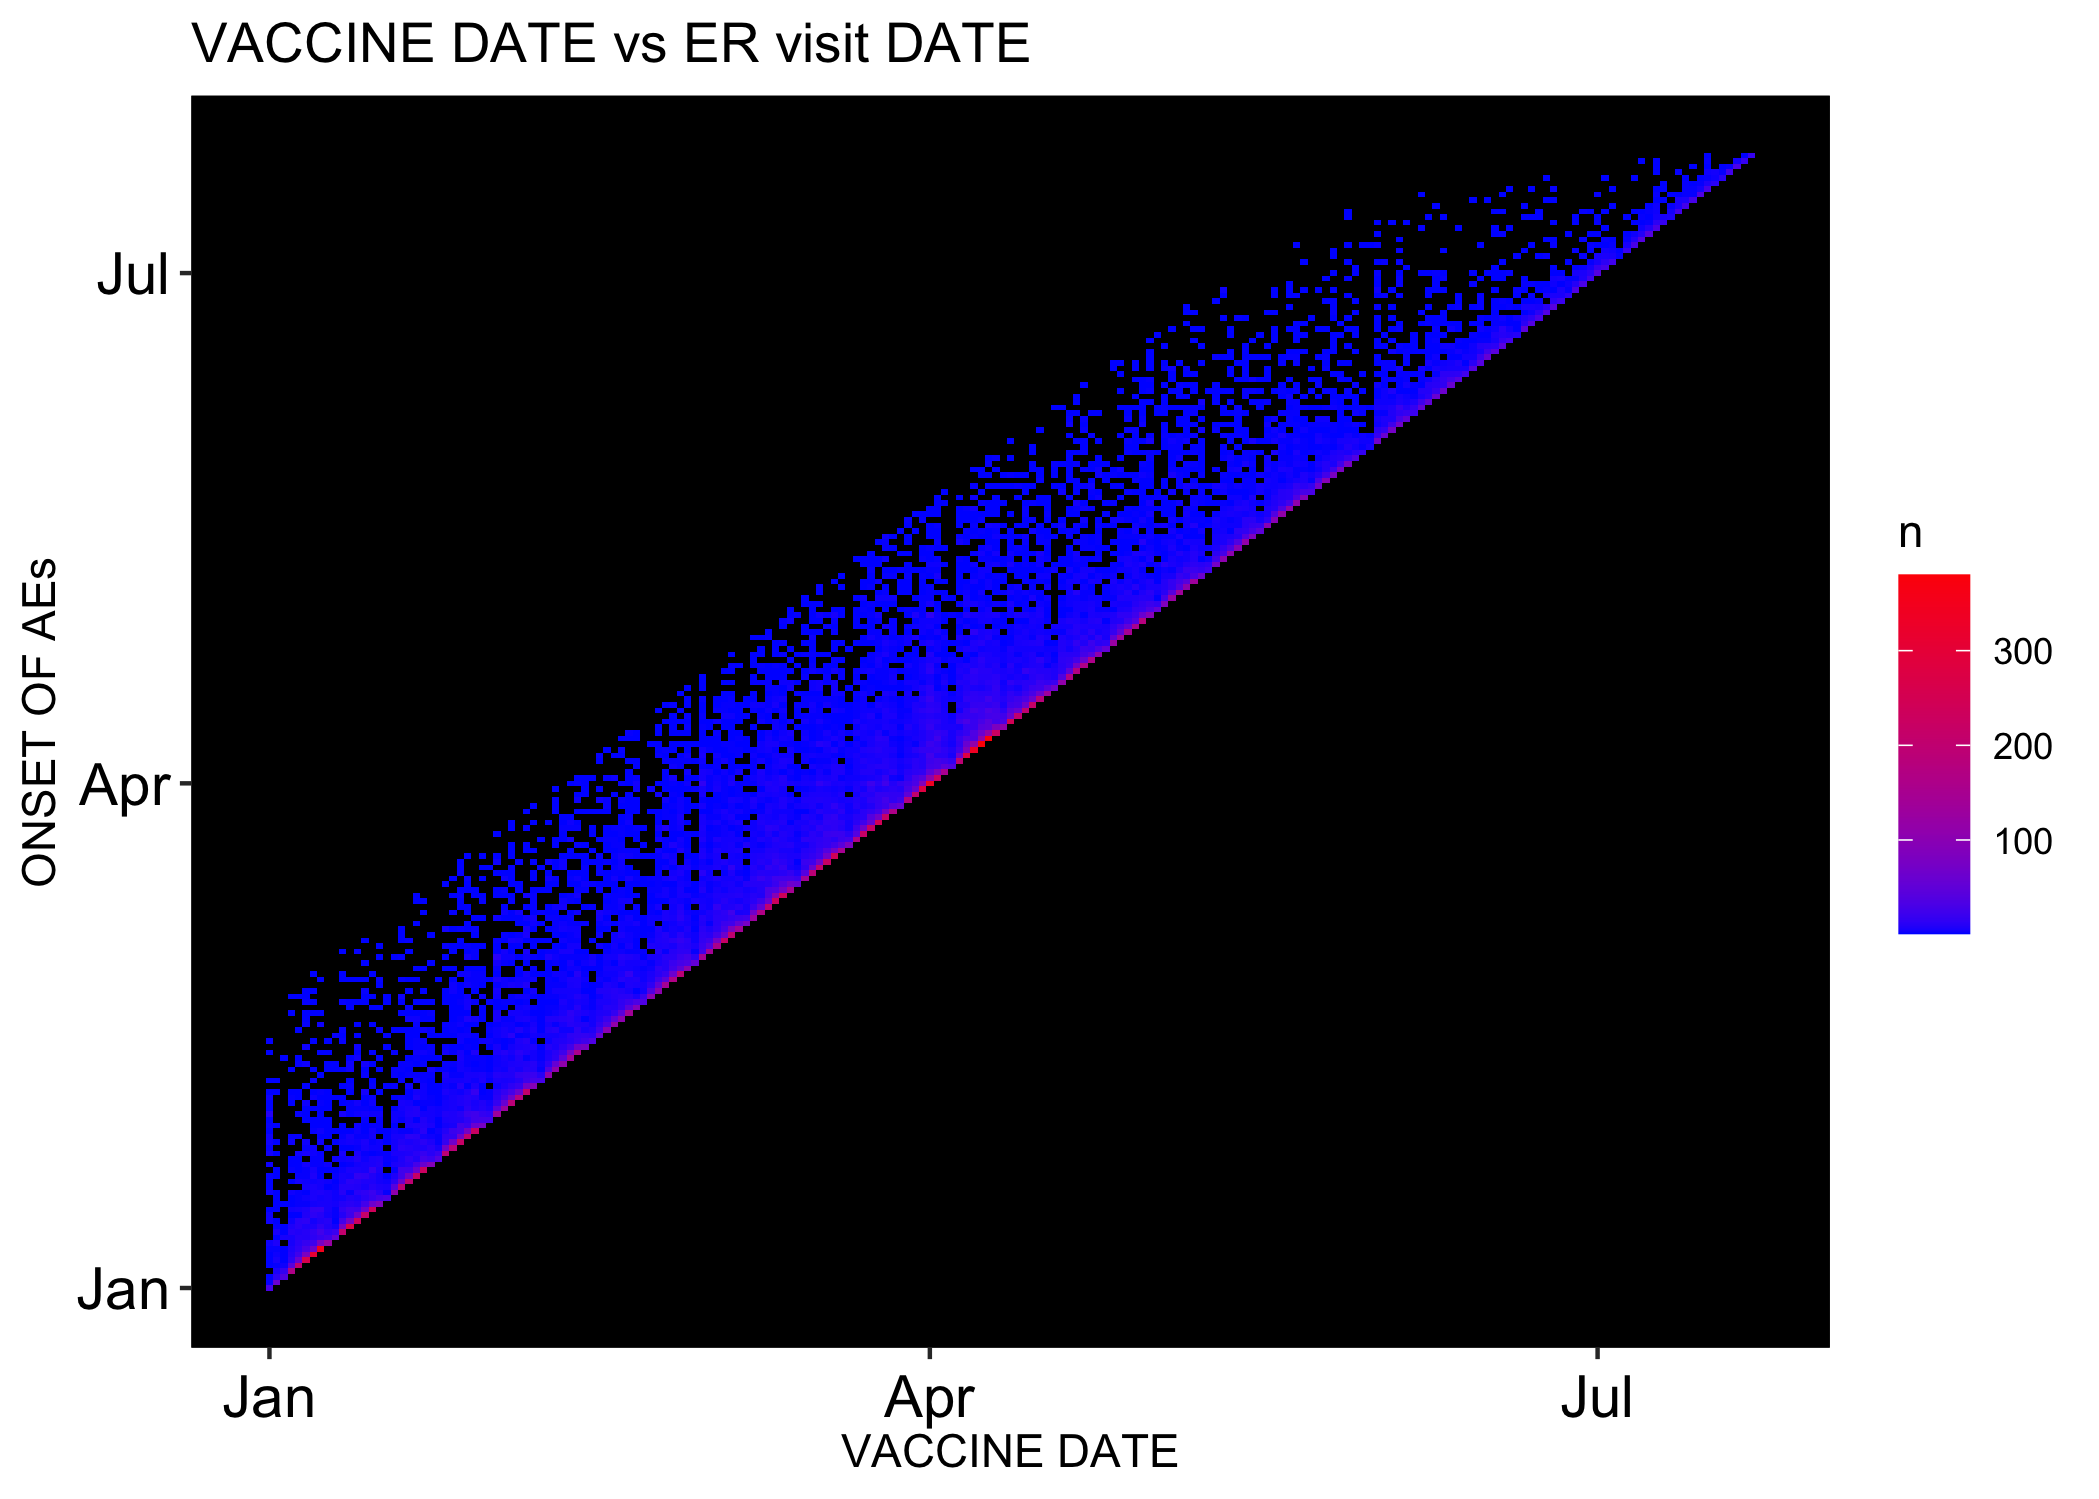 VACCINE DATE vs ER visit DATE
ONSET OF AEs
Jul
Apr
Jan
Jan
Apr
Jul
VACCINE DATE
n
300
200
100